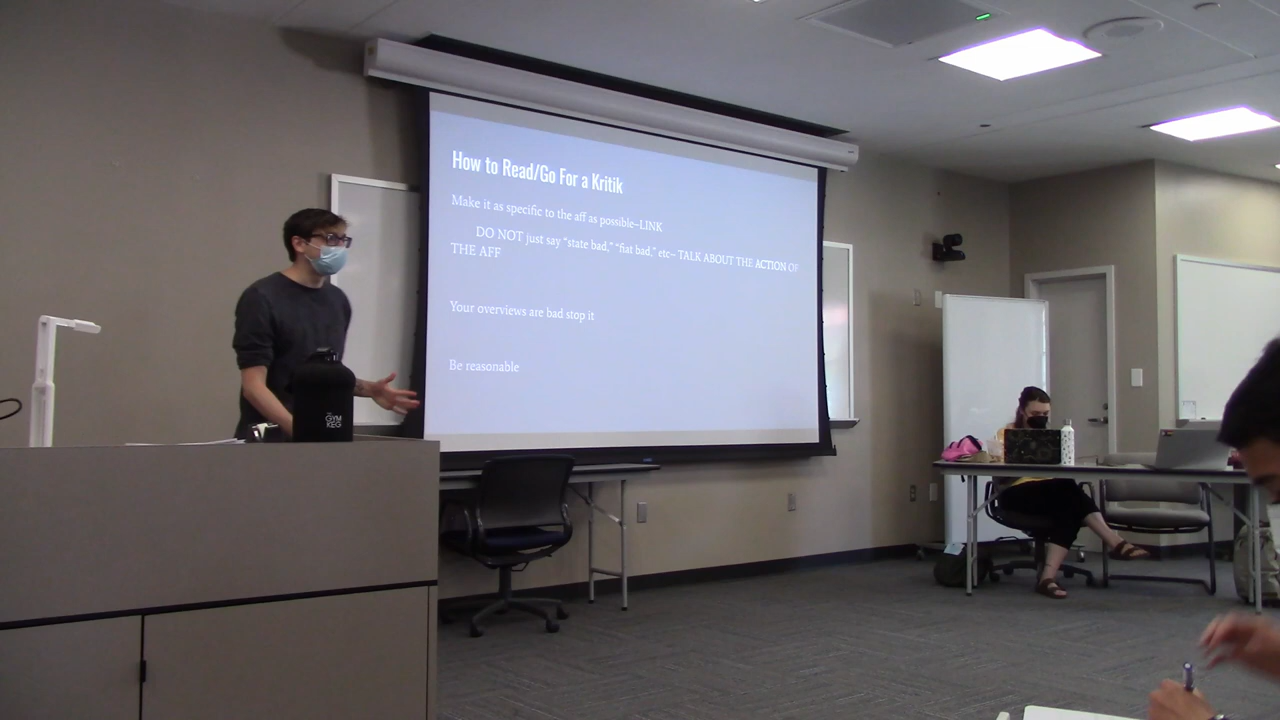 How to Read/Go For a Kritik
Make it as specific to the aff as possible–LINK
DO NOT just say “state bad,” “fiat bad,” etc– TALK ABOUT THE ACTION OF
THE AFF
Your overviews are bad stop it
Be reasonable
THE
GYM
KEG